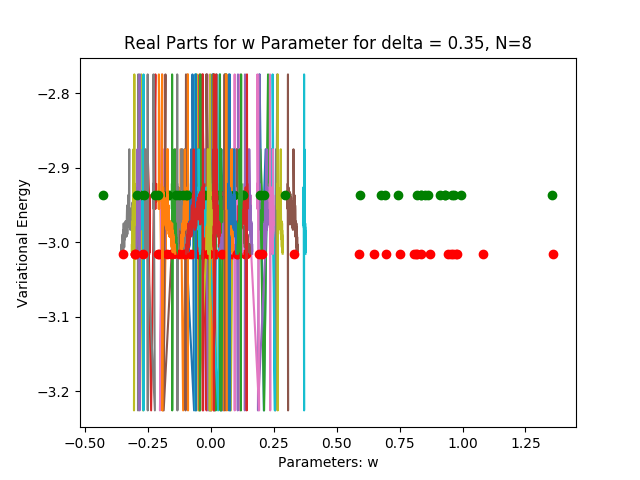 Real Parts for w Parameter for delta = 0.35, N=8
Variational Energy
−2.8
−2.9
−3.0
−3.1
−3.2
−0.50 −0.25 0.00 0.25 0.50 0.75 1.00 1.25
Parameters: w